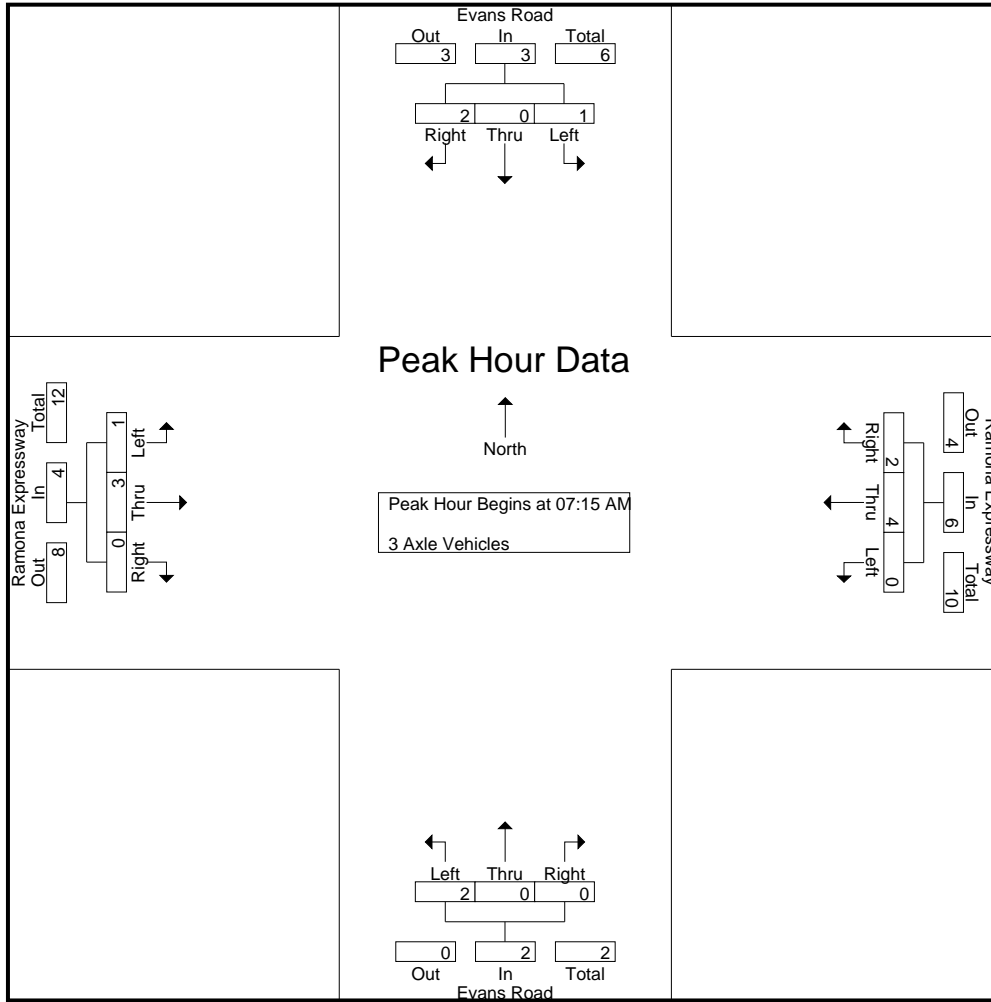 Evans Road
Out In Total
3 3 6
2 0 1
Right Thru Left
Peak Hour Data
North
Peak Hour Begins at 07:15 AM
3 Axle Vehicles
Ramona Expressway
Total In Out
12 4 8
1 3 0
Left Thru Right
Ramona Expressway
Out In Total
4 6 10
2 4 0
Right Thru Left
Left Thru Right
2 0 0
0 2 2
Out In Total
Evans Road